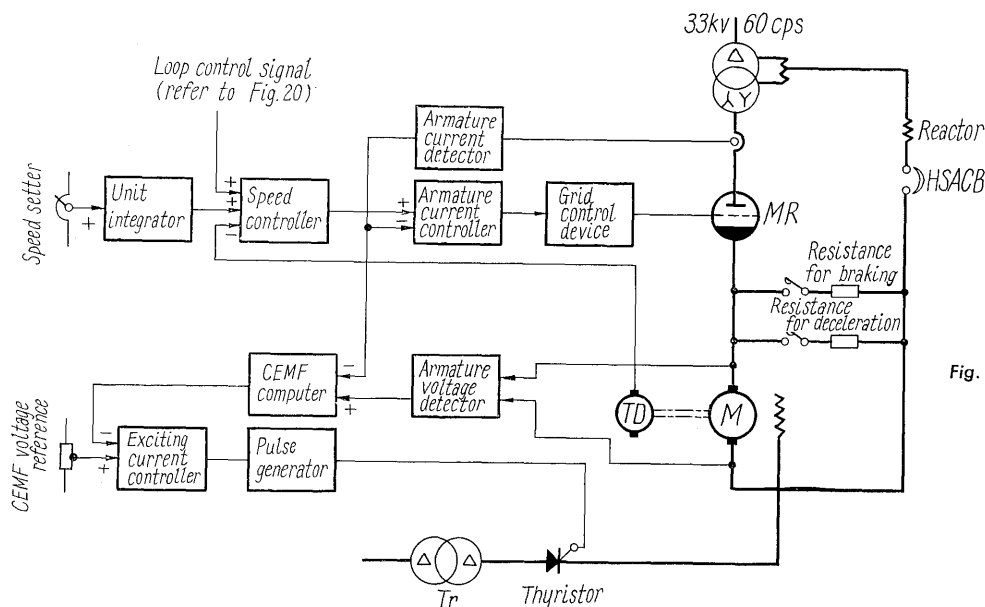 33kv 60 cps
Δ
⅄ Y
Loop control signal
(refer to Fig.20)
Armature
current
detector
Reactor
HSACB
Speed setter
+
Unit
integrator
+
+
−
Speed
controller
+
−
Armature
current
controller
Grid
control
device
MR
Resistance
for braking
Resistance
for deceleration
CEMF
computer
−
+
Armature
voltage
detector
TD
M
Fig.
CEMF voltage
reference
−
+
Exciting
current
controller
Pulse
generator
Δ
Δ
Tr
Thyristor